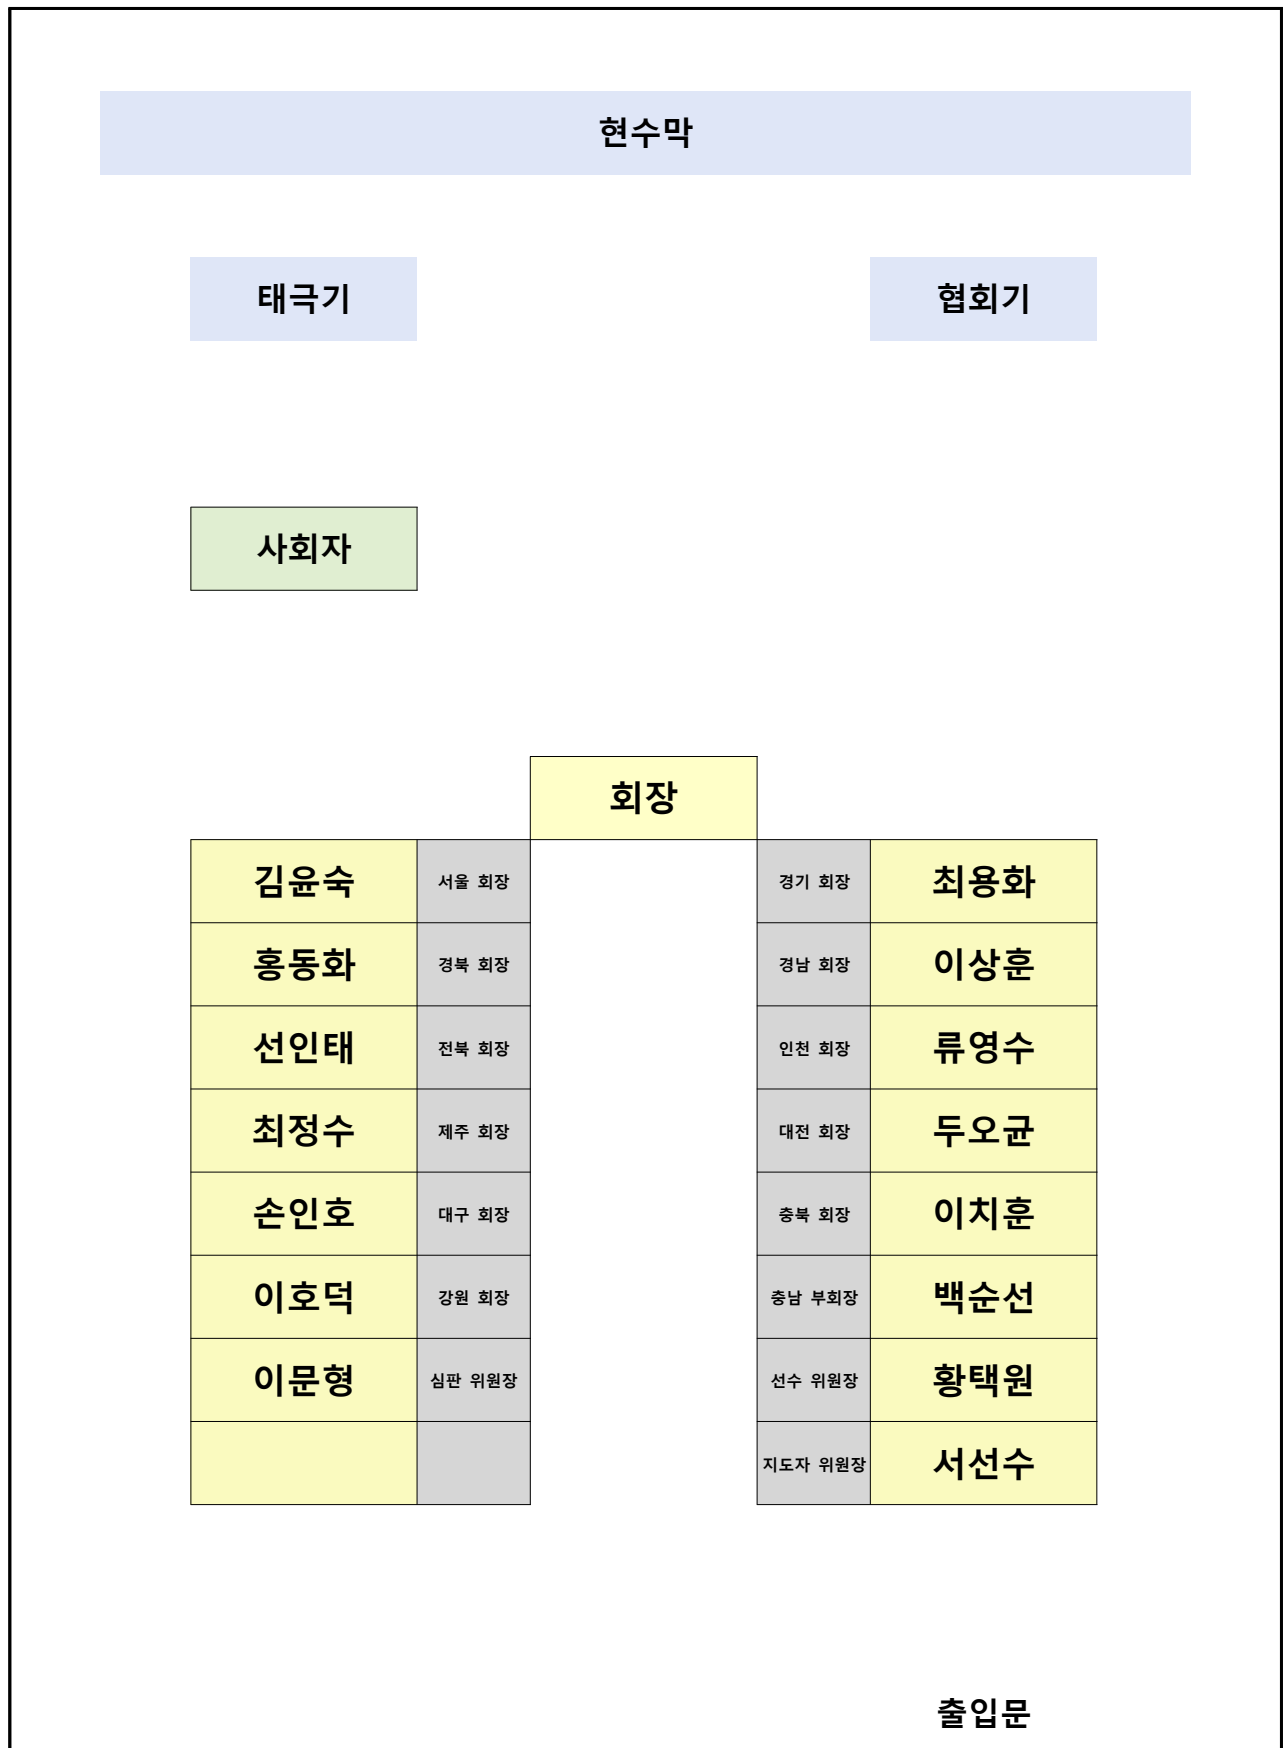 현수막
태극기 협회기
사회자
회장
김윤숙 서울 회장 경기 회장 최용화
홍동화 경북 회장 경남 회장 이상훈
선인태 전북 회장 인천 회장 류영수
최정수 제주 회장 대전 회장 두오균
손인호 대구 회장 충북 회장 이치훈
이호덕 강원 회장 충남 부회장 백순선
이문형 심판 위원장 선수 위원장 황택원
지도자 위원장 서선수
출입문